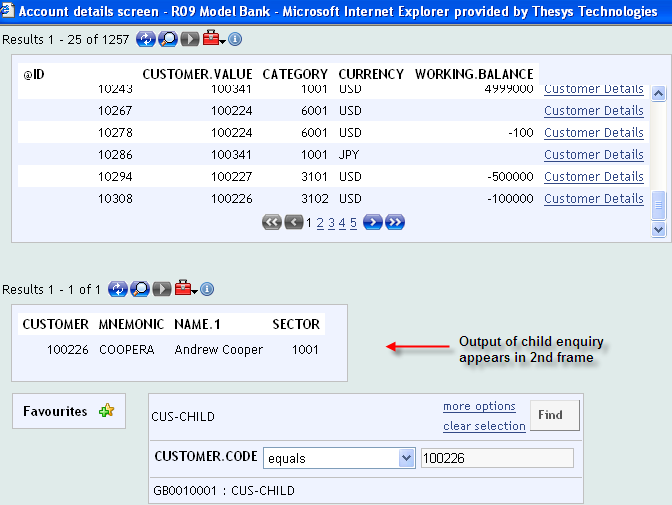 Account details screen - R09 Model Bank - Microsoft Internet Explorer provided by Thesys Technologies
Results 1 - 25 of 1257
@ID CUSTOMER.VALUE CATEGORY CURRENCY WORKING.BALANCE
10243 100341 1001 USD 4999000 Customer Details
10267 100224 6001 USD Customer Details
10278 100224 6001 USD -100 Customer Details
10286 100341 1001 JPY Customer Details
10294 100227 3101 USD -500000 Customer Details
10308 100226 3102 USD -100000 Customer Details
1 2 3 4 5
Results 1 - 1 of 1
CUSTOMER MNEMONIC NAME.1 SECTOR
100226 COOPERA Andrew Cooper 1001
Output of child enquiry
appears in 2nd frame
Favourites
CUS-CHILD
more options
clear selection
Find
CUSTOMER.CODE equals 100226
GB0010001 : CUS-CHILD